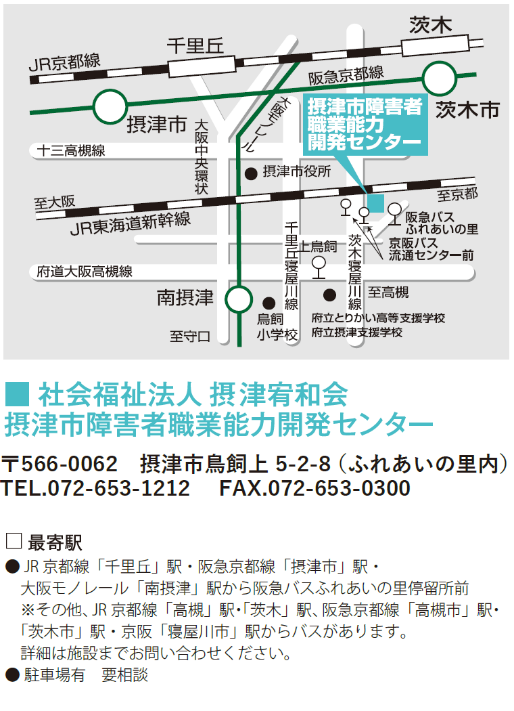 茨木
千里丘
JR京都線
阪急京都線
茨木市
摂津市
大阪モノレール
摂津市障害者
職業能力
開発センター
大阪中央環状
十三高槻線
摂津市役所
至京都
至大阪
JR東海道新幹線
阪急バス
ふれあいの里
京阪バス
流通センター前
千里丘寝屋川線
上鳥飼
茨木寝屋川線
府道大阪高槻線
南摂津
至高槻
鳥飼
小学校
府立とりかい高等支援学校
府立摂津支援学校
至守口
■ 社会福祉法人 摂津宥和会
摂津市障害者職業能力開発センター
〒566-0062　摂津市鳥飼上 5-2-8（ふれあいの里内）
TEL.072-653-1212　FAX.072-653-0300
□ 最寄駅
● JR 京都線「千里丘」駅・阪急京都線「摂津市」駅・
大阪モノレール「南摂津」駅から阪急バスふれあいの里停留所前
※その他、JR 京都線「高槻」駅・「茨木」駅、阪急京都線「高槻市」駅・
「茨木市」駅・京阪「寝屋川市」駅からバスがあります。
詳細は施設までお問い合わせください。
● 駐車場有　要相談